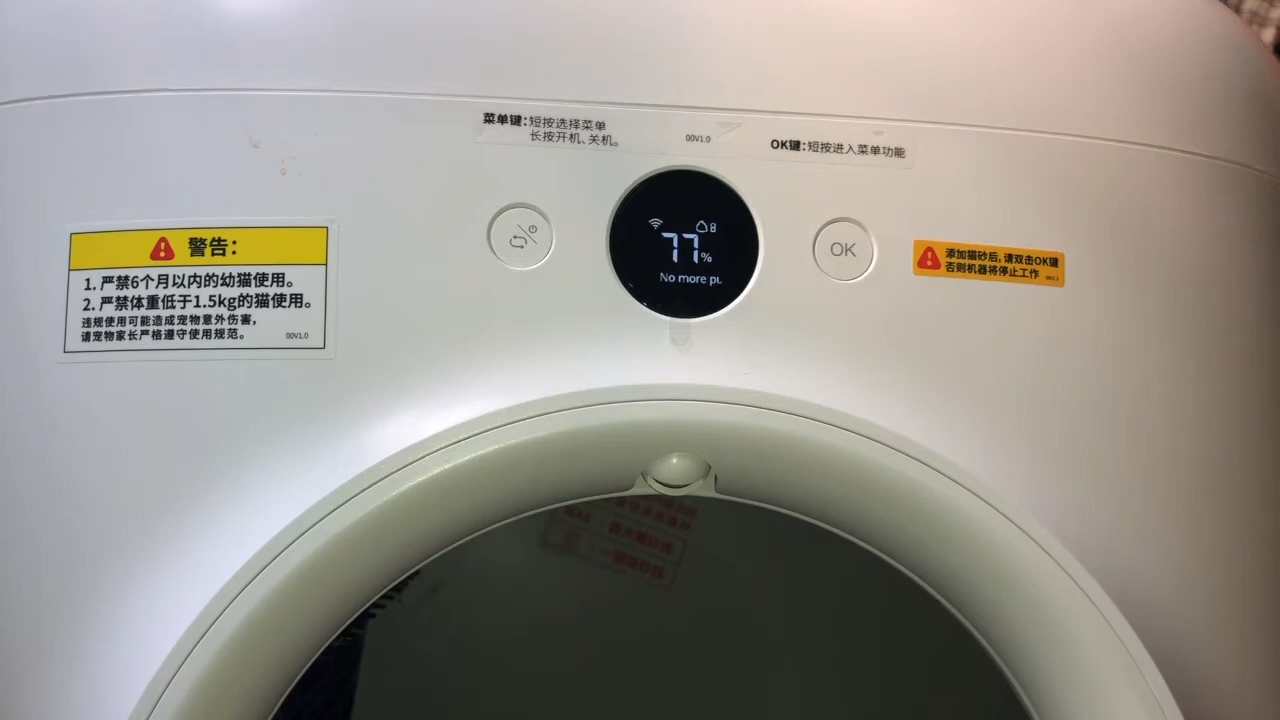 菜单键：短按选择菜单
长按开机、关机。
00V1.0
OK键：短按进入菜单功能
警告：
1. 严禁6个月以内的幼猫使用。
2. 严禁体重低于1.5kg的猫使用。
违规使用可能造成宠物意外伤害，
请宠物家长严格遵守使用规范。
00V1.0
8
77%
No more
OK
添加猫砂后，请双击OK键
否则机器将停止工作